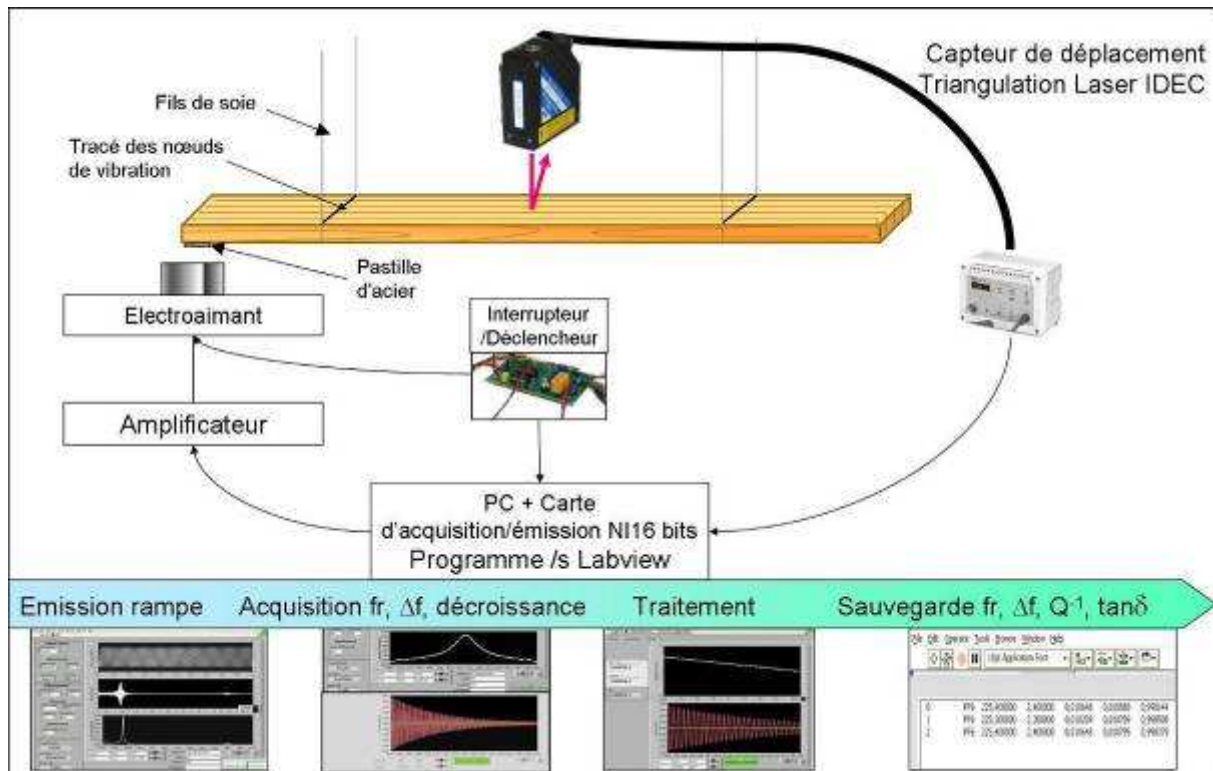 Capteur de déplacement
Triangulation Laser IDEC
Fils de soie
Tracé des nœuds
de vibration
Pastille
d'acier
Electroaimant
Interrupteur
/Déclencheur
Amplificateur
PC + Carte
d'acquisition/émission NI16 bits
Programme /s Labview
Emission rampe
Acquisition fr, Δf, décroissance
Traitement
Sauvegarde fr, Δf, Q⁻¹, tanδ